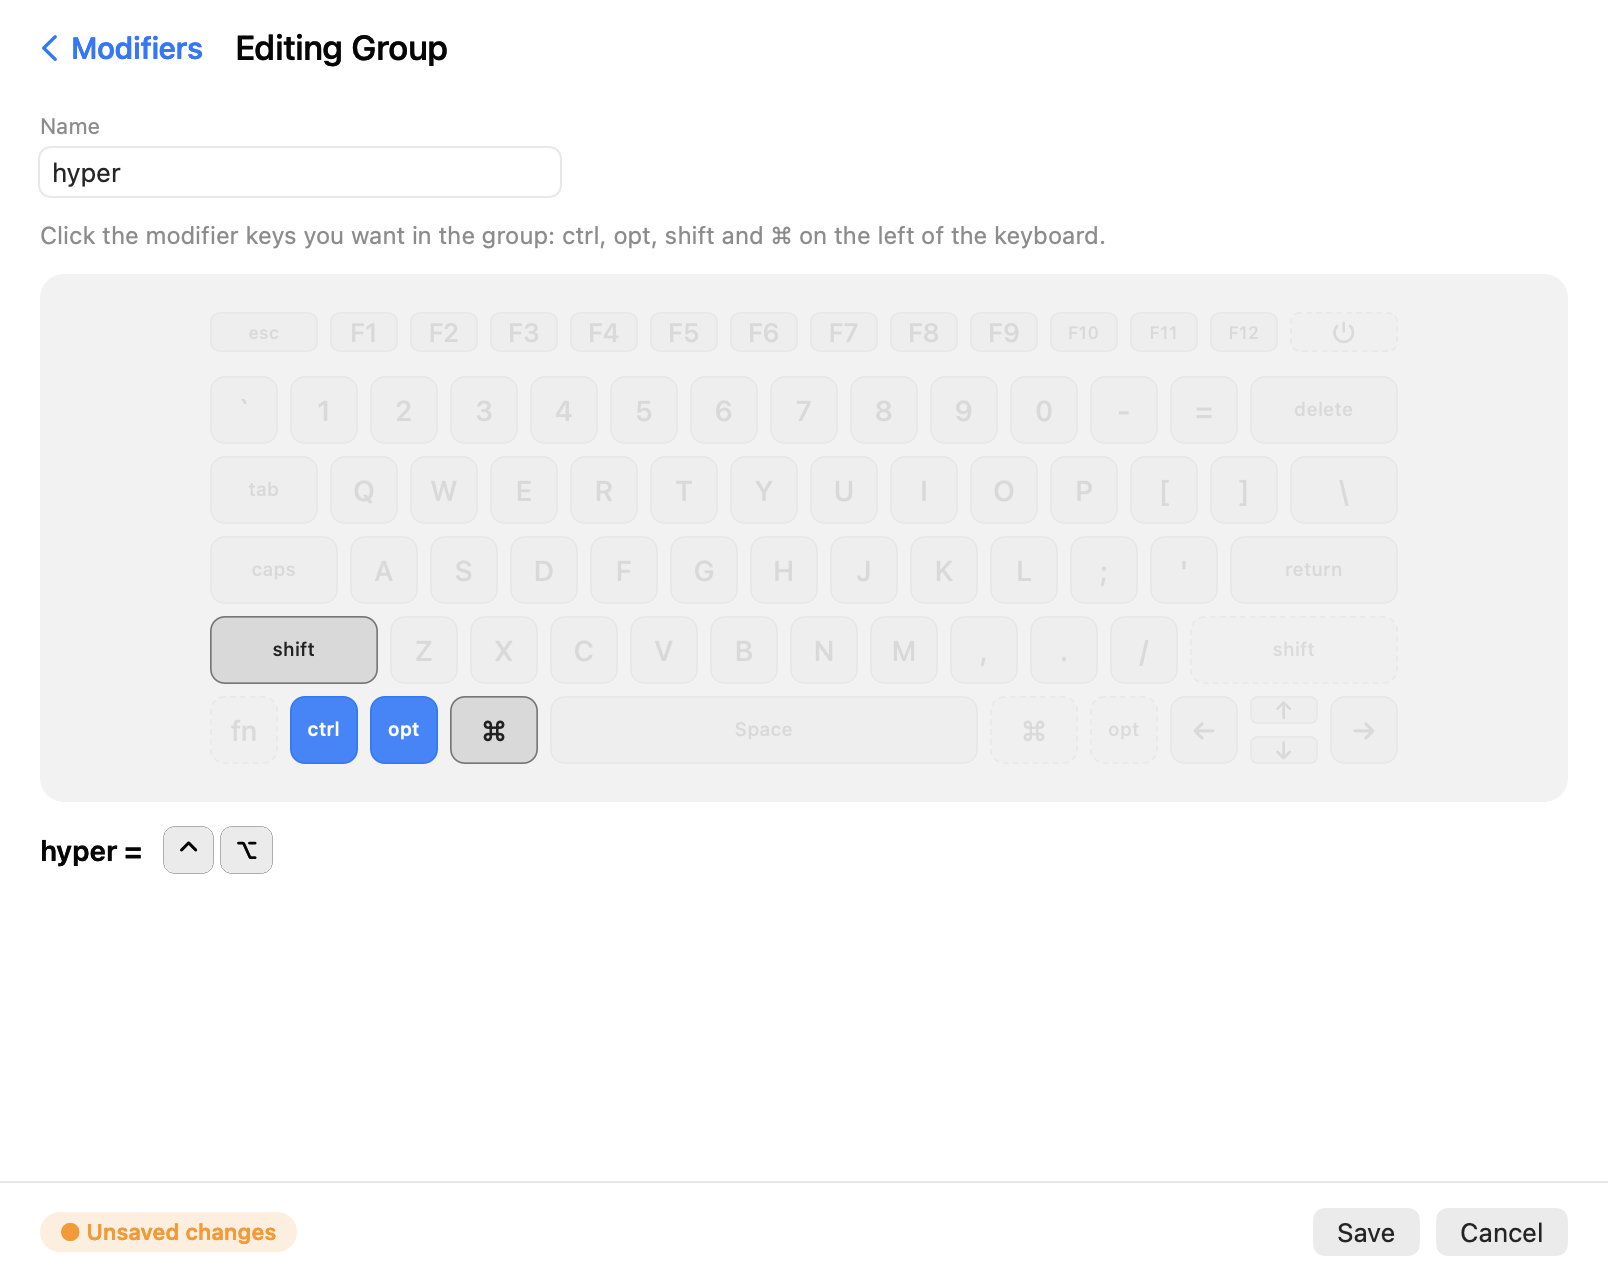 Modifiers Editing Group
Name
hyper
Click the modifier keys you want in the group: ctrl, opt, shift and ⌘ on the left of the keyboard.
esc F1 F2 F3 F4 F5 F6 F7 F8 F9 F10 F11 F12
` 1 2 3 4 5 6 7 8 9 0 - = delete
tab Q W E R T Y U I O P [ ] \
caps A S D F G H J K L ; ' return
shift Z X C V B N M , . / shift
fn ctrl opt ⌘ Space ⌘ opt ← ↑ ↓ →
hyper = ⌃ ⌥
Unsaved changes Save Cancel